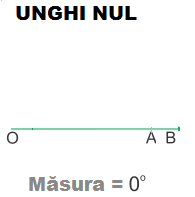 UNGHI NUL
O A B
Măsura = 0°